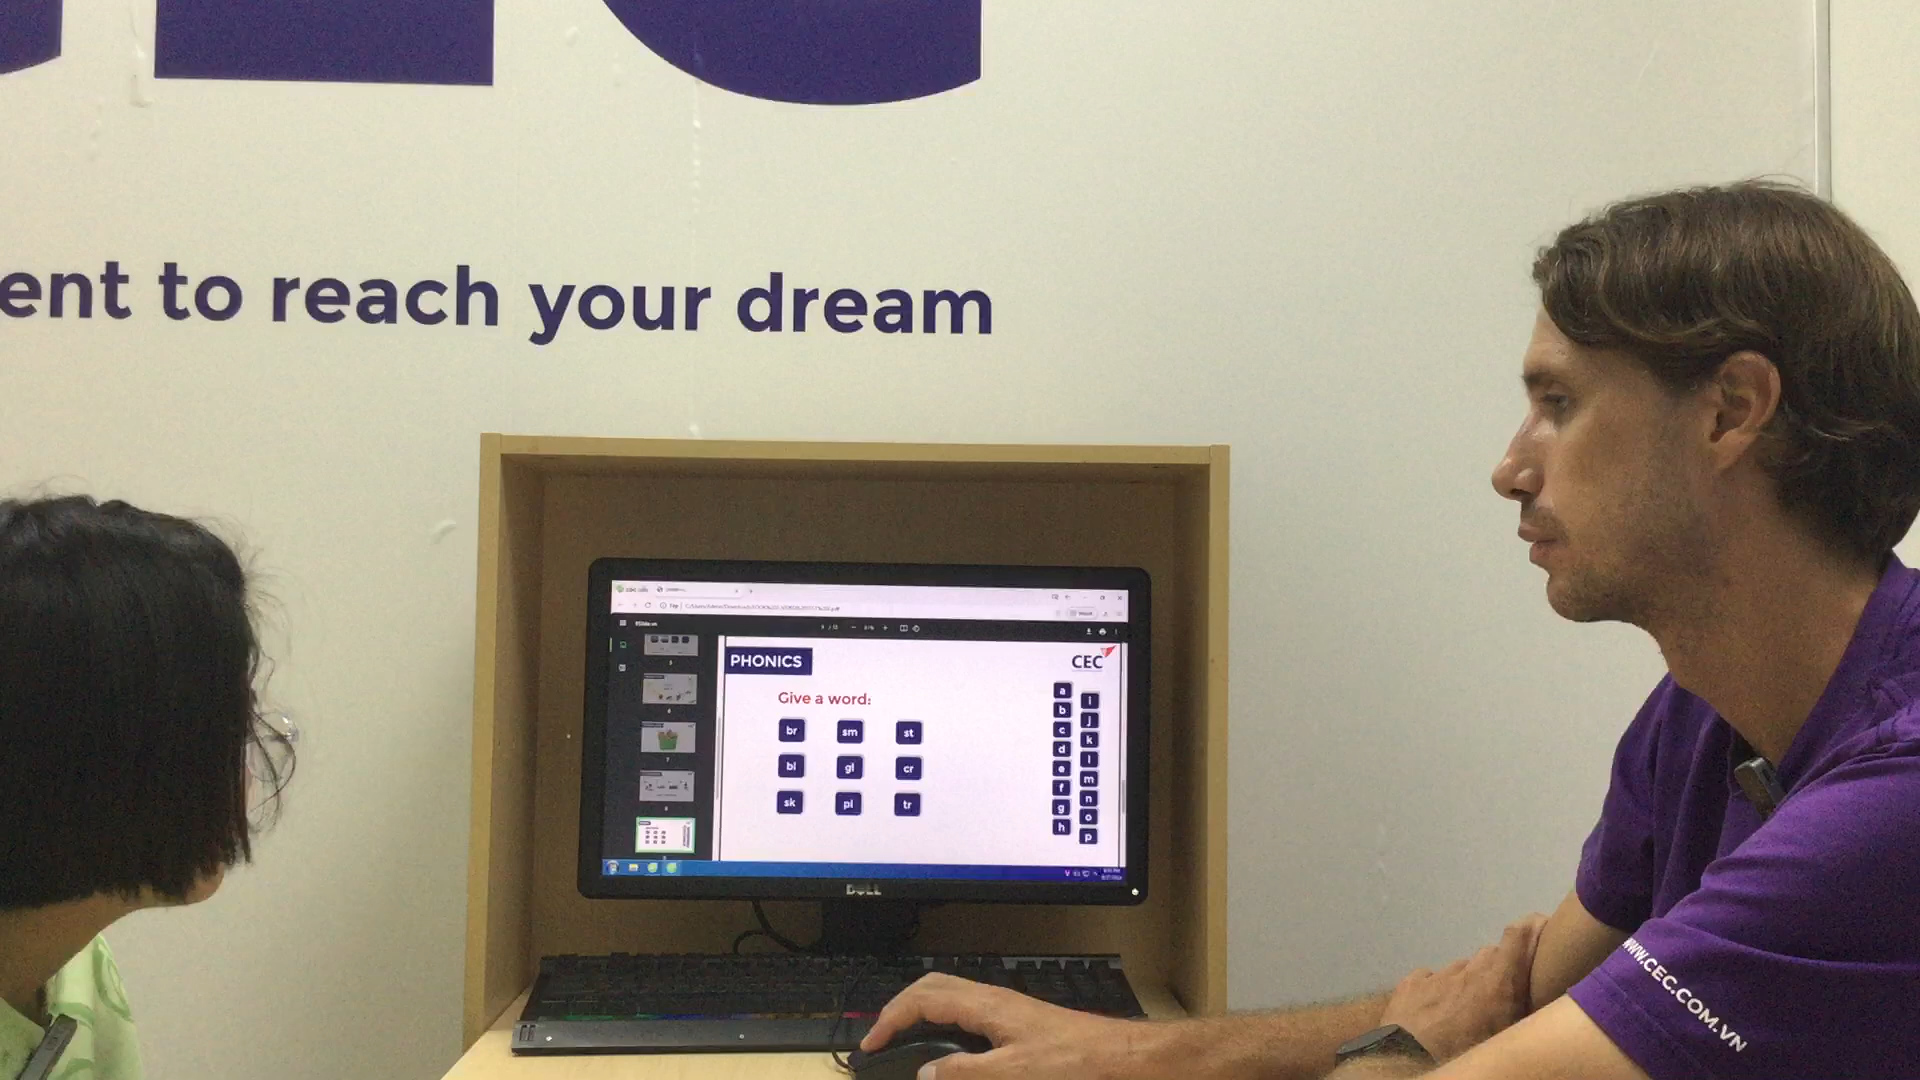 ent to reach your dream
PHONICS
CEC
Give a word:
br sm st
bl gl cr
sk pl tr
a
b
c
d
e
f
g
h
i
j
k
l
m
n
o
p
DELL
WWW.CEC.COM.VN